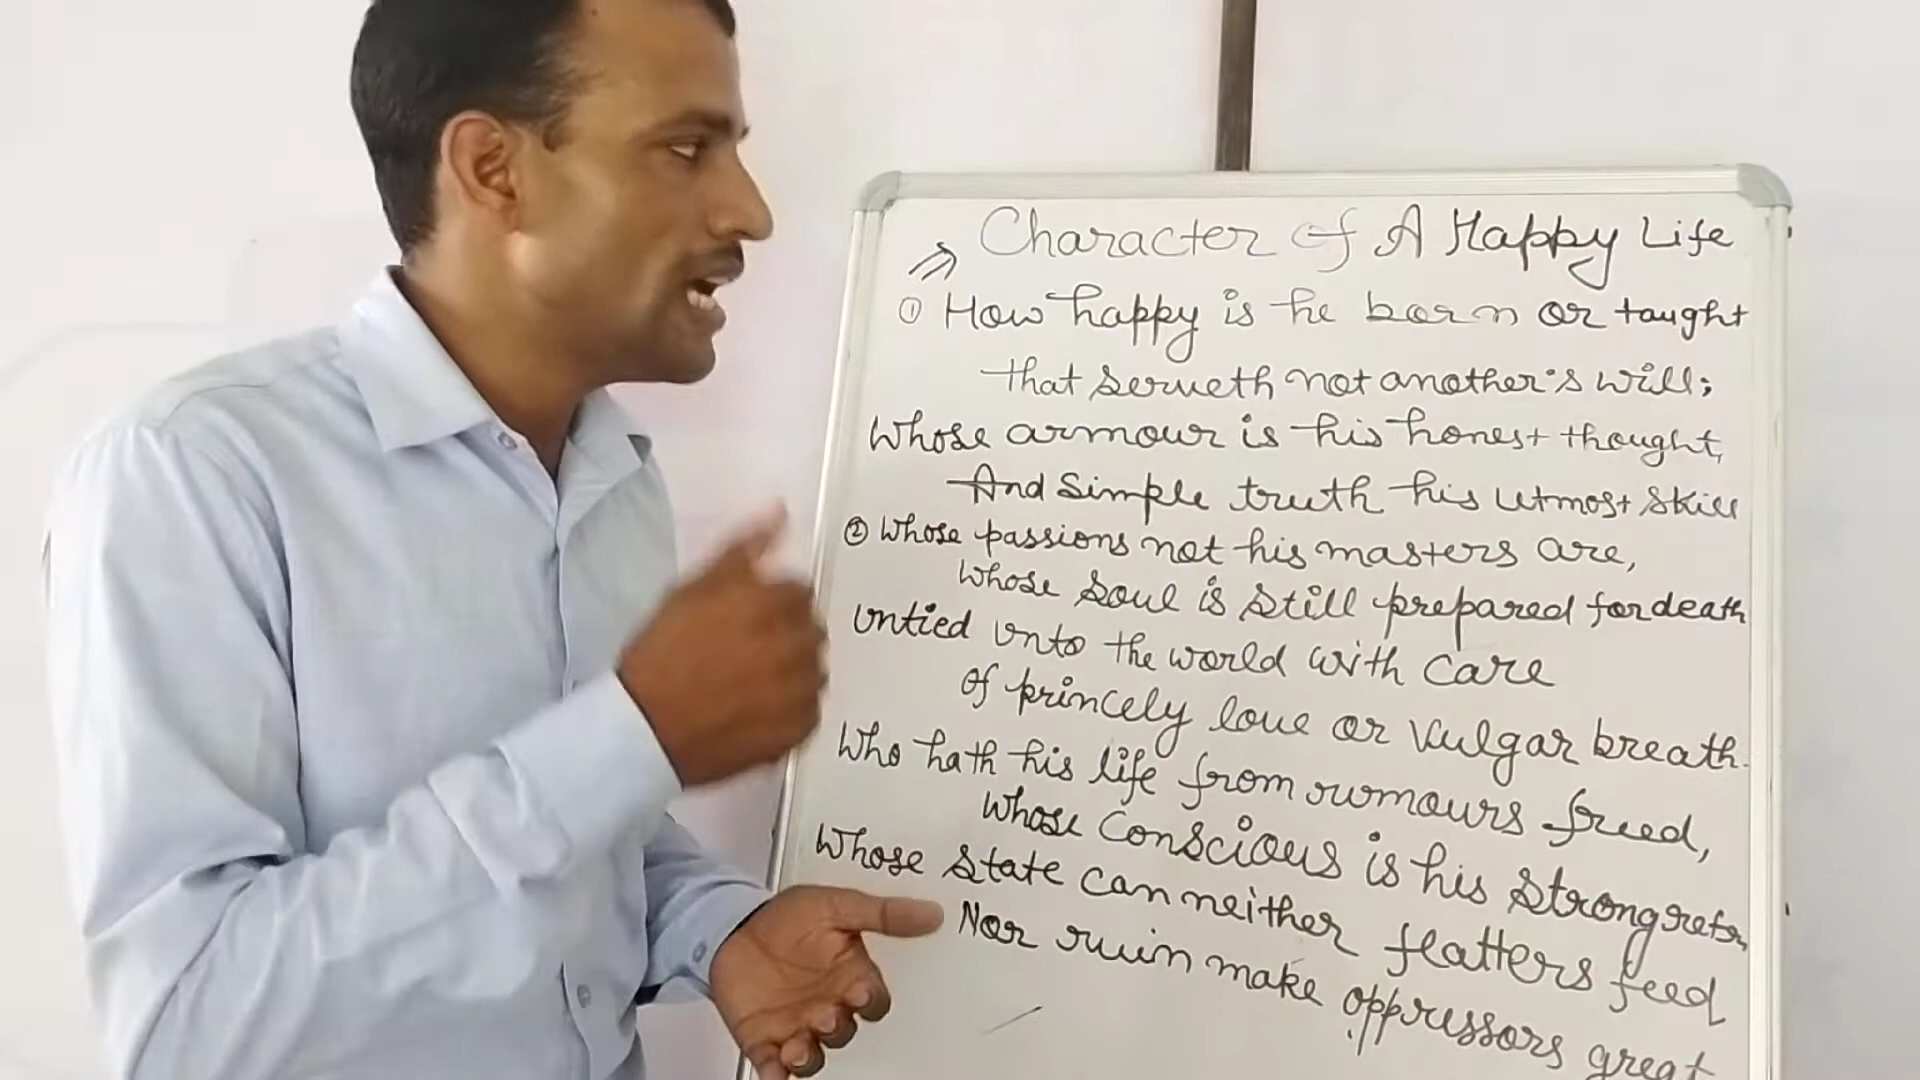 Character of A Happy Life
① How happy is he born or taught
that serveth not another's will;
Whose armour is his honest thought,
And Simple truth his utmost skill
② Whose passions not his masters are,
Whose soul is still prepared for death
Untied unto the world with care
Of princely love or vulgar breath.
Who hath his life from rumours freed,
Whose Conscious is his strong
Whose state can neither flatters feed
Nor ruin make oppressors great